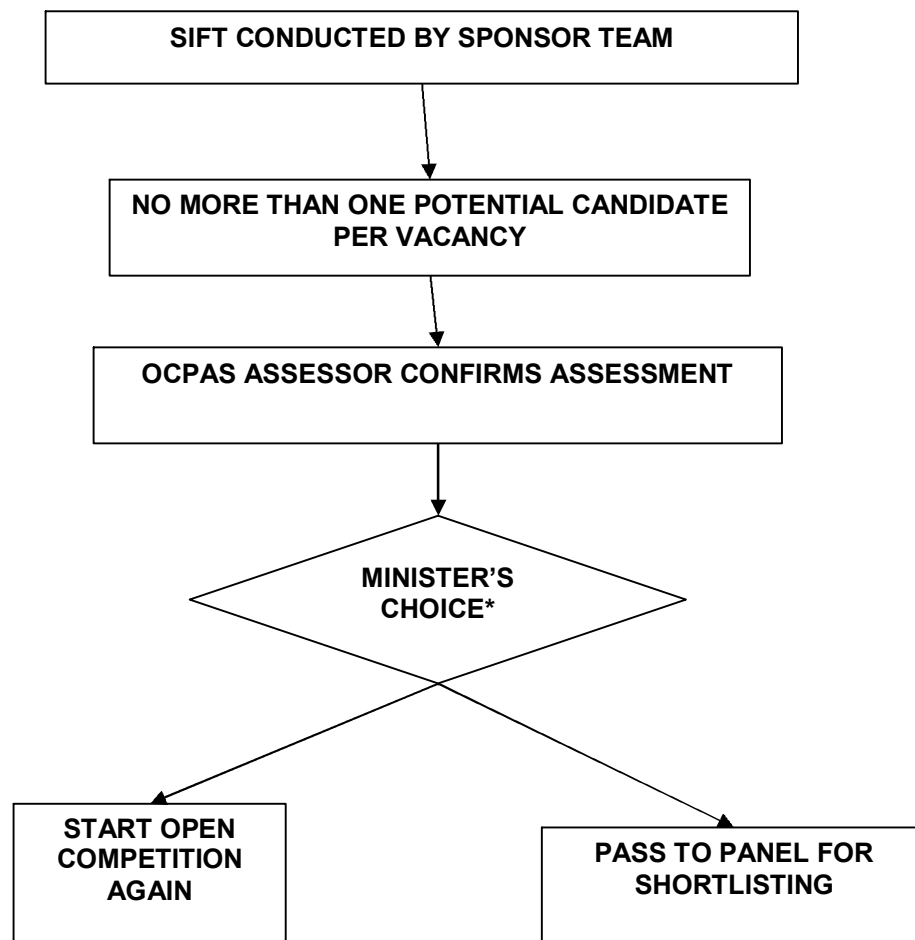 SIFT CONDUCTED BY SPONSOR TEAM
NO MORE THAN ONE POTENTIAL CANDIDATE
PER VACANCY
OCPAS ASSESSOR CONFIRMS ASSESSMENT
MINISTER’S
CHOICE*
START OPEN
COMPETITION
AGAIN
PASS TO PANEL FOR
SHORTLISTING